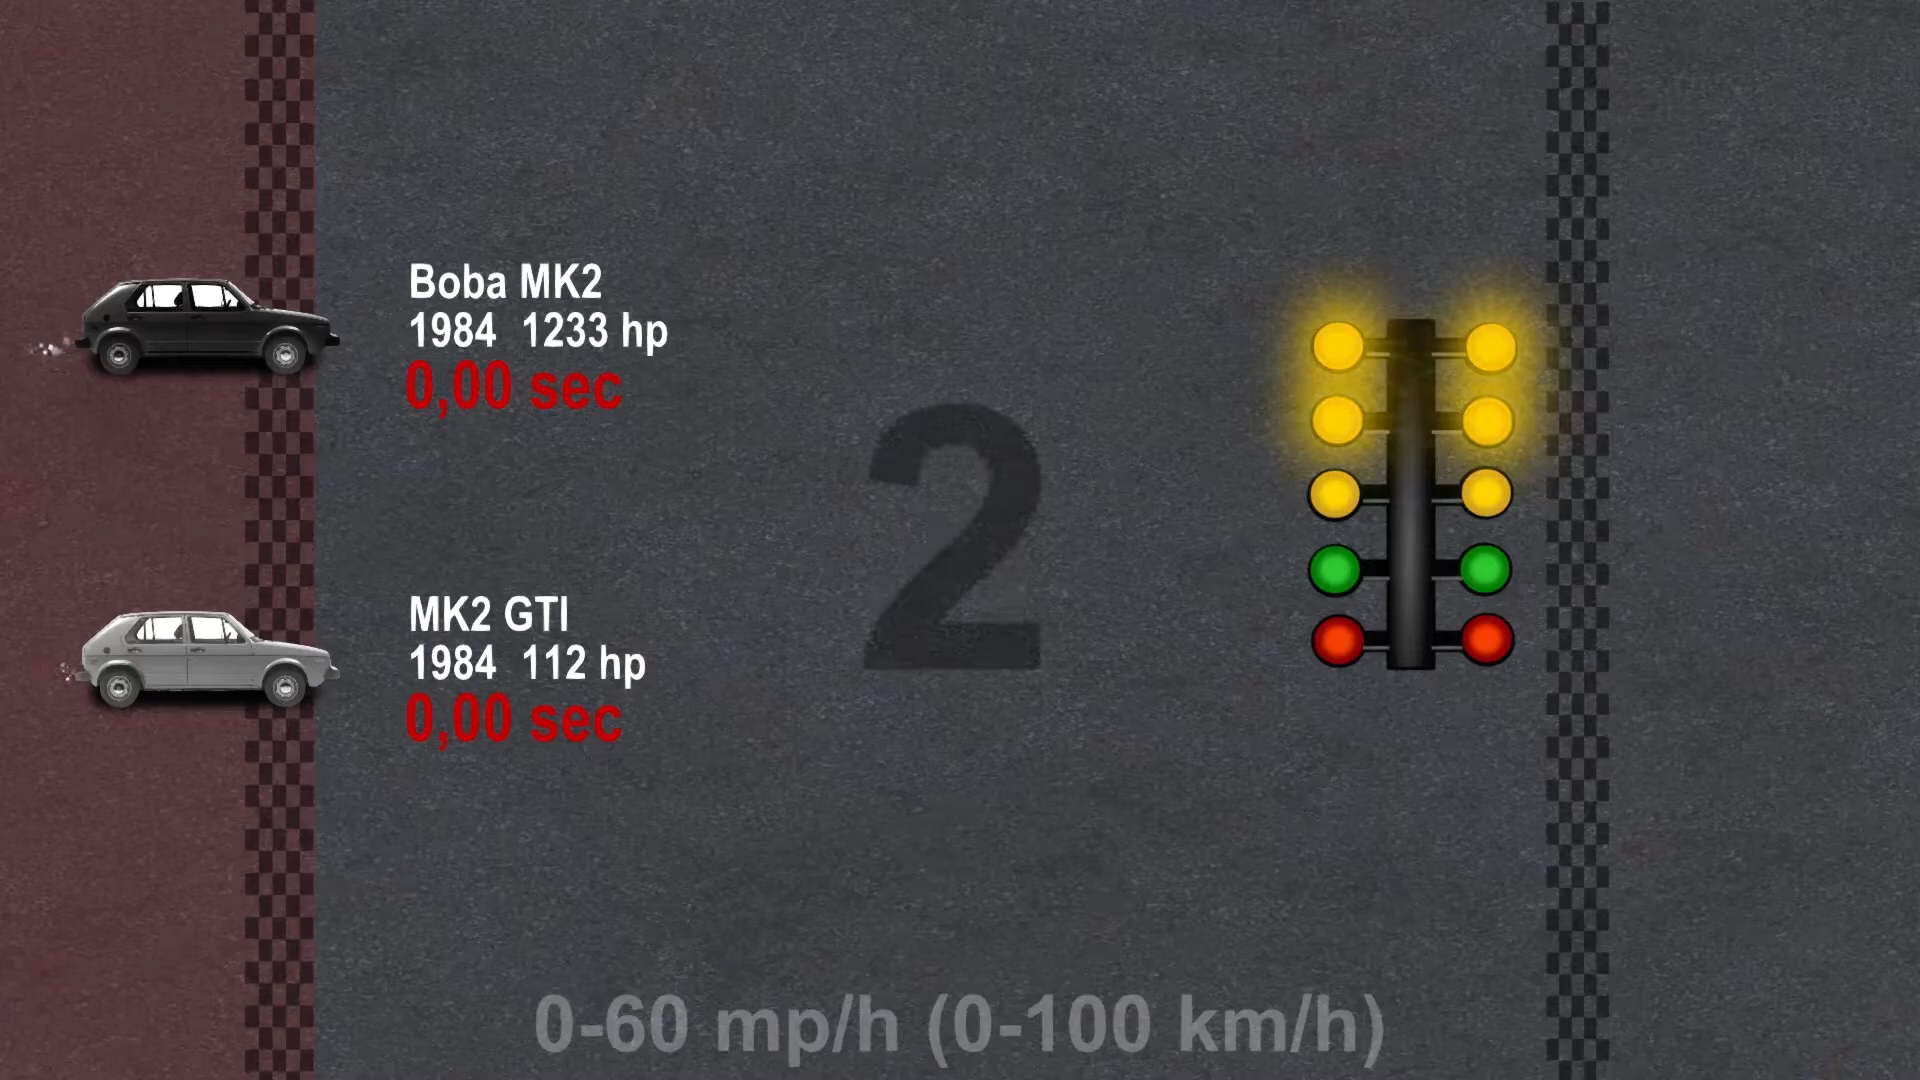 Boba MK2
1984 1233 hp
0,00 sec
2
MK2 GTI
1984 112 hp
0,00 sec
0-60 mp/h (0-100 km/h)